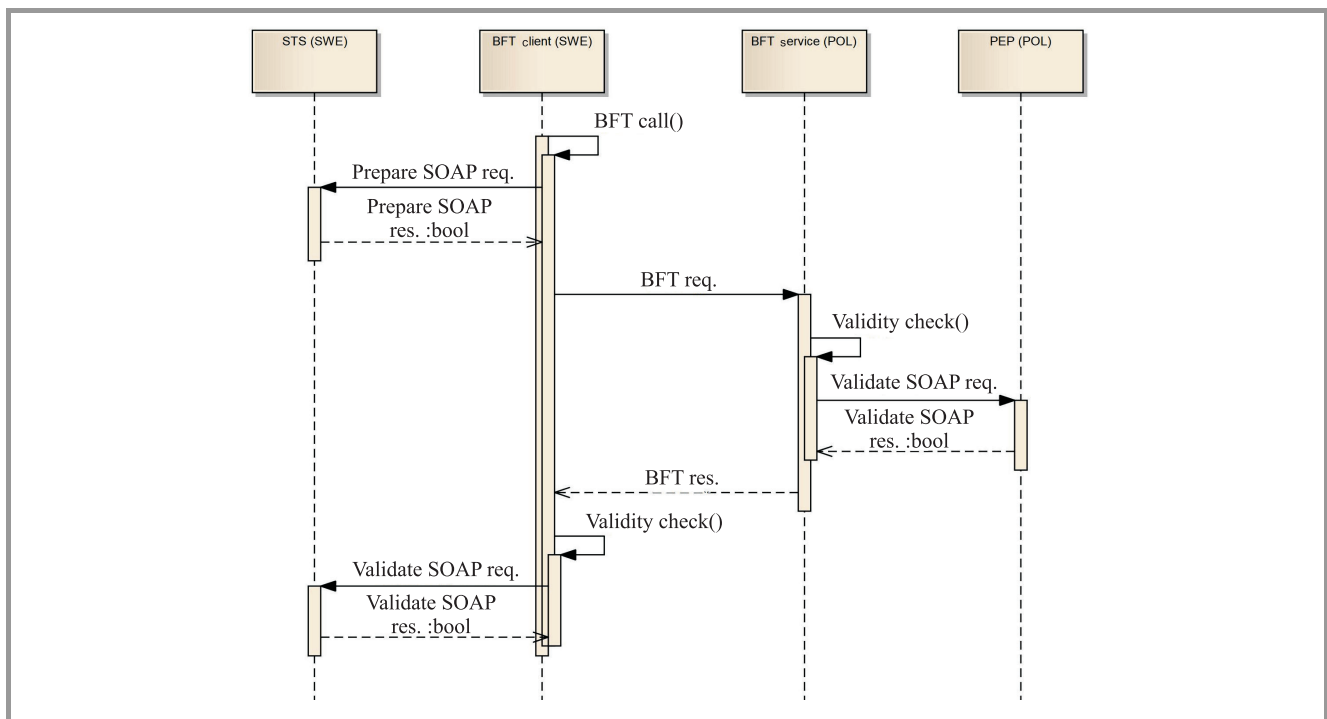 STS (SWE)
BFT client (SWE)
BFT service (POL)
PEP (POL)
BFT call()
Prepare SOAP req.
Prepare SOAP
res. :bool
BFT req.
Validity check()
Validate SOAP req.
Validate SOAP
res. :bool
BFT res.
Validity check()
Validate SOAP req.
Validate SOAP
res. :bool